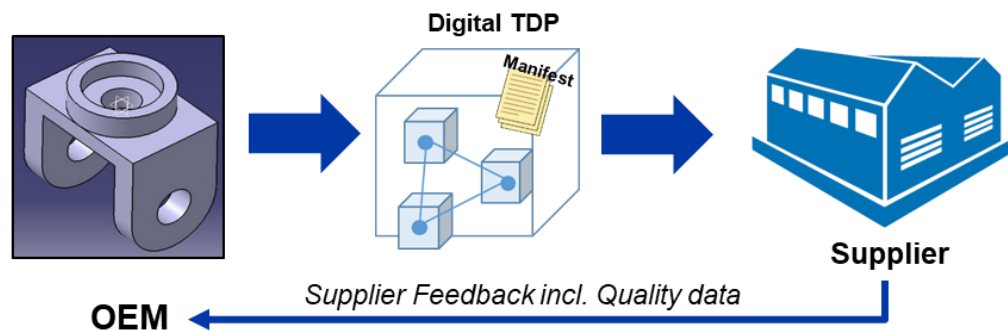 Digital TDP
Manifest
Supplier
Supplier Feedback incl. Quality data
OEM